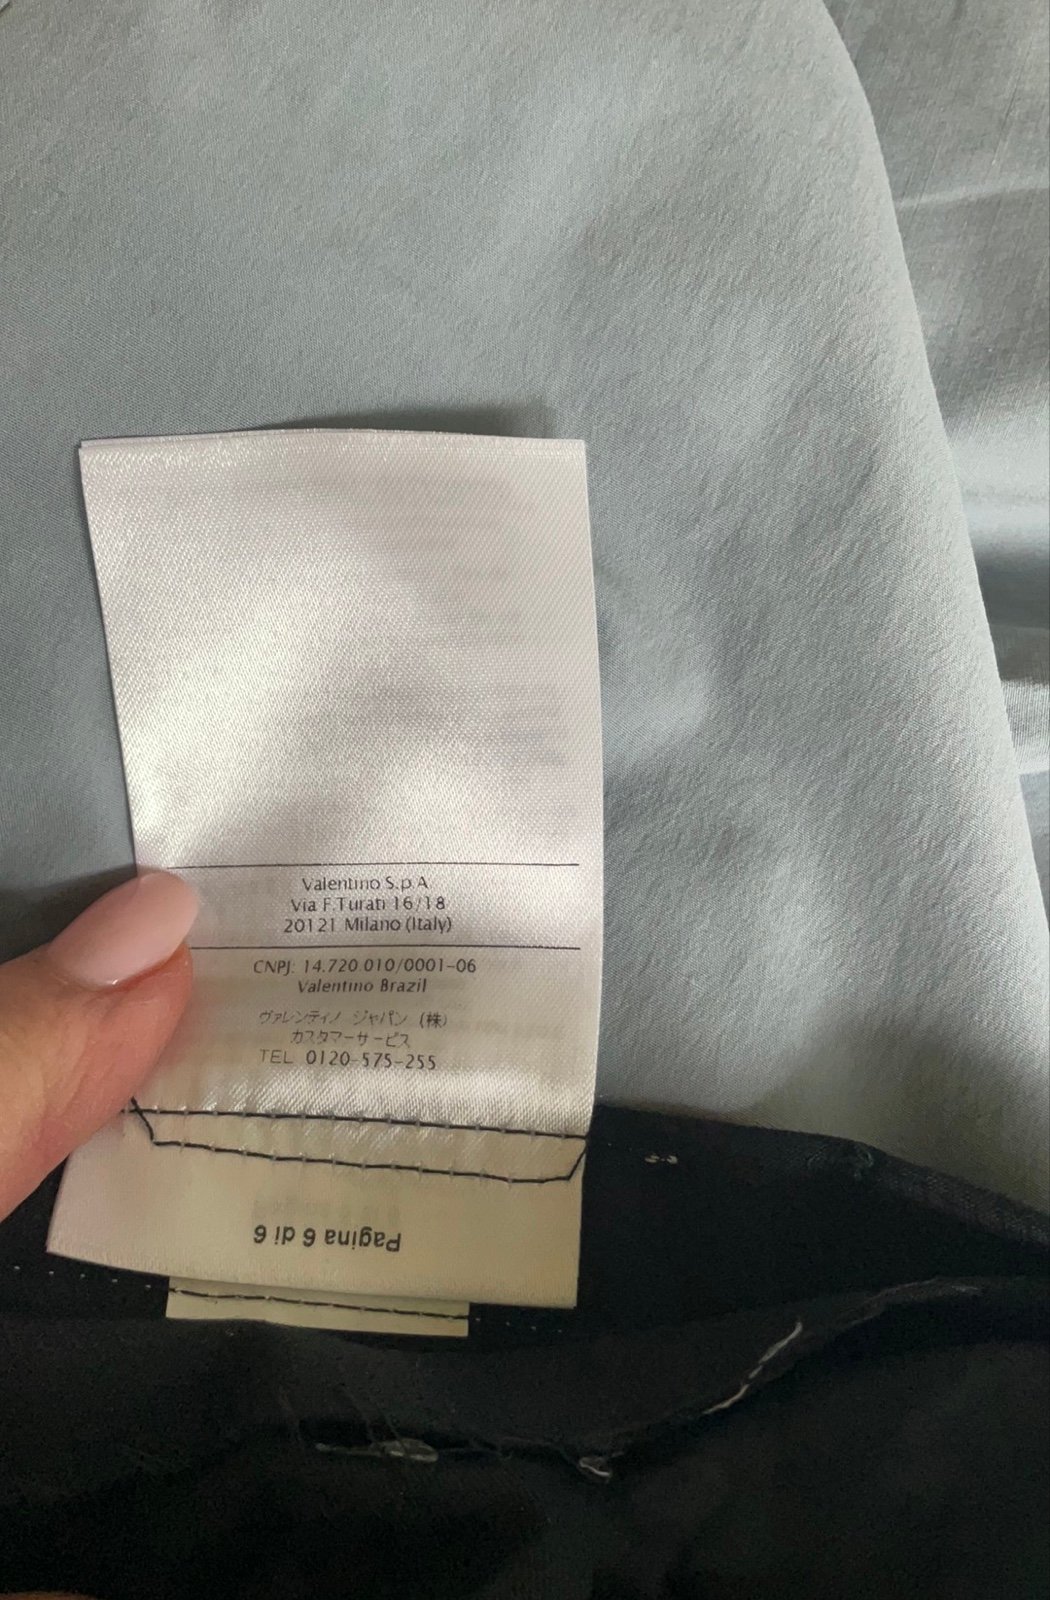 Valentino S.p.A.
Via F.Turati 16/18
20121 Milano (Italy)
CNPJ: 14.720.010/0001-06
Valentino Brazil
ヴァレンティノ ジャパン (株)
カスタマーサービス
TEL 0120-575-255
Pagina 6 di 6